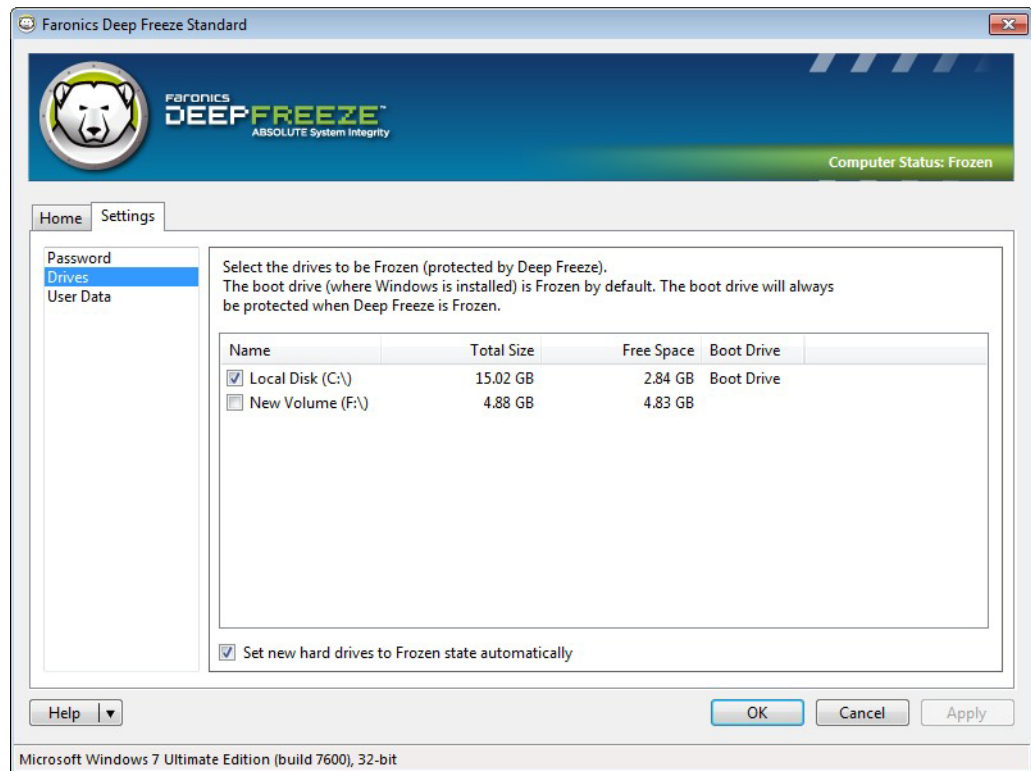 Faronics Deep Freeze Standard
Faronics
DEEPFREEZE™
ABSOLUTE System Integrity
Computer Status: Frozen
Home Settings
Password
Drives
User Data
Select the drives to be Frozen (protected by Deep Freeze).
The boot drive (where Windows is installed) is Frozen by default. The boot drive will always
be protected when Deep Freeze is Frozen.
Name Total Size Free Space Boot Drive
Local Disk (C:\) 15.02 GB 2.84 GB Boot Drive
New Volume (F:\) 4.88 GB 4.83 GB
Set new hard drives to Frozen state automatically
Help OK Cancel Apply
Microsoft Windows 7 Ultimate Edition (build 7600), 32-bit